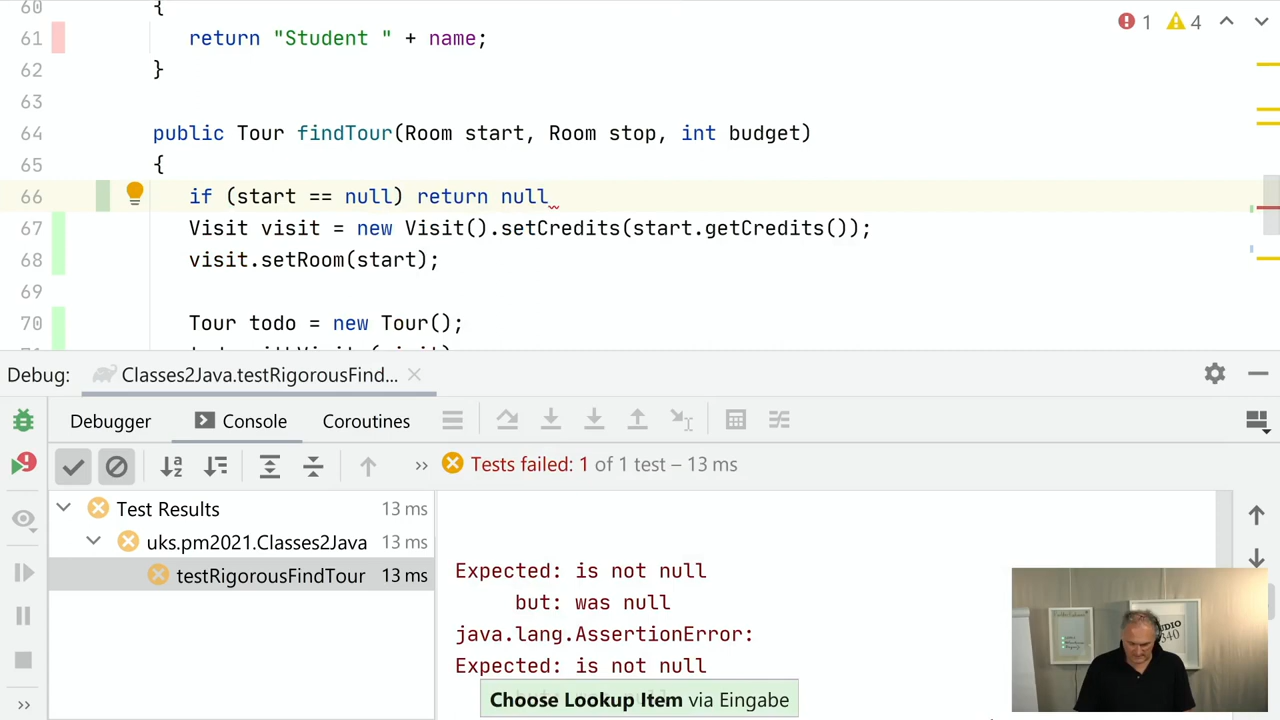 60 {
1 4
61 return "Student " + name;
62 }
63
64 public Tour findTour(Room start, Room stop, int budget)
65 {
66 if (start == null) return null
67 Visit visit = new Visit().setCredits(start.getCredits());
68 visit.setRoom(start);
69
70 Tour todo = new Tour();
Debug: Classes2Java.testRigorousFind...
Debugger Console Coroutines
Tests failed: 1 of 1 test – 13 ms
Test Results 13 ms
uks.pm2021.Classes2Java 13 ms
testRigorousFindTour 13 ms
Expected: is not null
but: was null
java.lang.AssertionError:
Expected: is not null
Choose Lookup Item via Eingabe